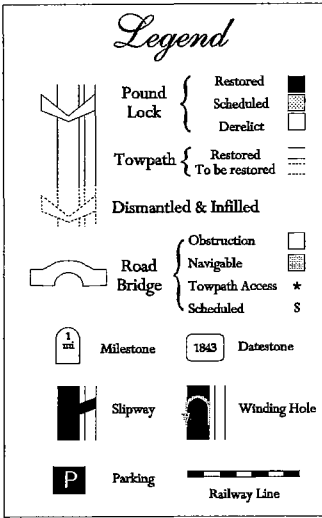 Legend
Pound Lock
Restored
Scheduled
Derelict
Towpath
Restored
To be restored
Dismantled & Infilled
Road Bridge
Obstruction
Navigable
Towpath Access *
Scheduled S
1 mi
Milestone
1843
Datestone
Slipway
Winding Hole
P
Parking
Railway Line